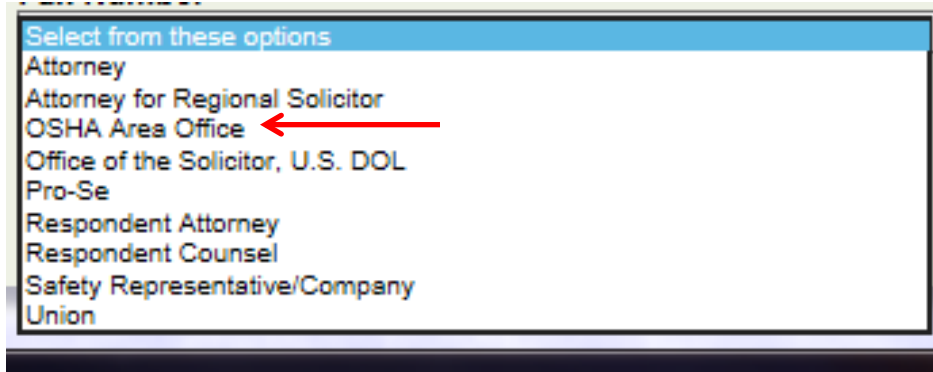 Select from these options
Attorney
Attorney for Regional Solicitor
OSHA Area Office
Office of the Solicitor, U.S. DOL
Pro-Se
Respondent Attorney
Respondent Counsel
Safety Representative/Company
Union